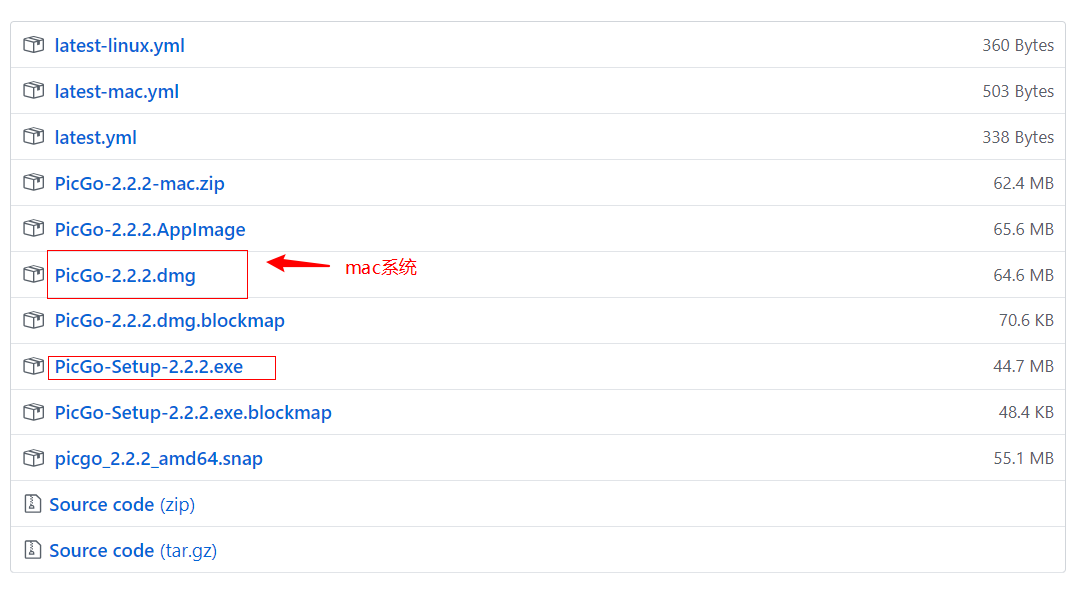 latest-linux.yml 360 Bytes
latest-mac.yml 503 Bytes
latest.yml 338 Bytes
PicGo-2.2.2-mac.zip 62.4 MB
PicGo-2.2.2.AppImage 65.6 MB
PicGo-2.2.2.dmg mac系统 64.6 MB
PicGo-2.2.2.dmg.blockmap 70.6 KB
PicGo-Setup-2.2.2.exe 44.7 MB
PicGo-Setup-2.2.2.exe.blockmap 48.4 KB
picgo_2.2.2_amd64.snap 55.1 MB
Source code (zip)
Source code (tar.gz)